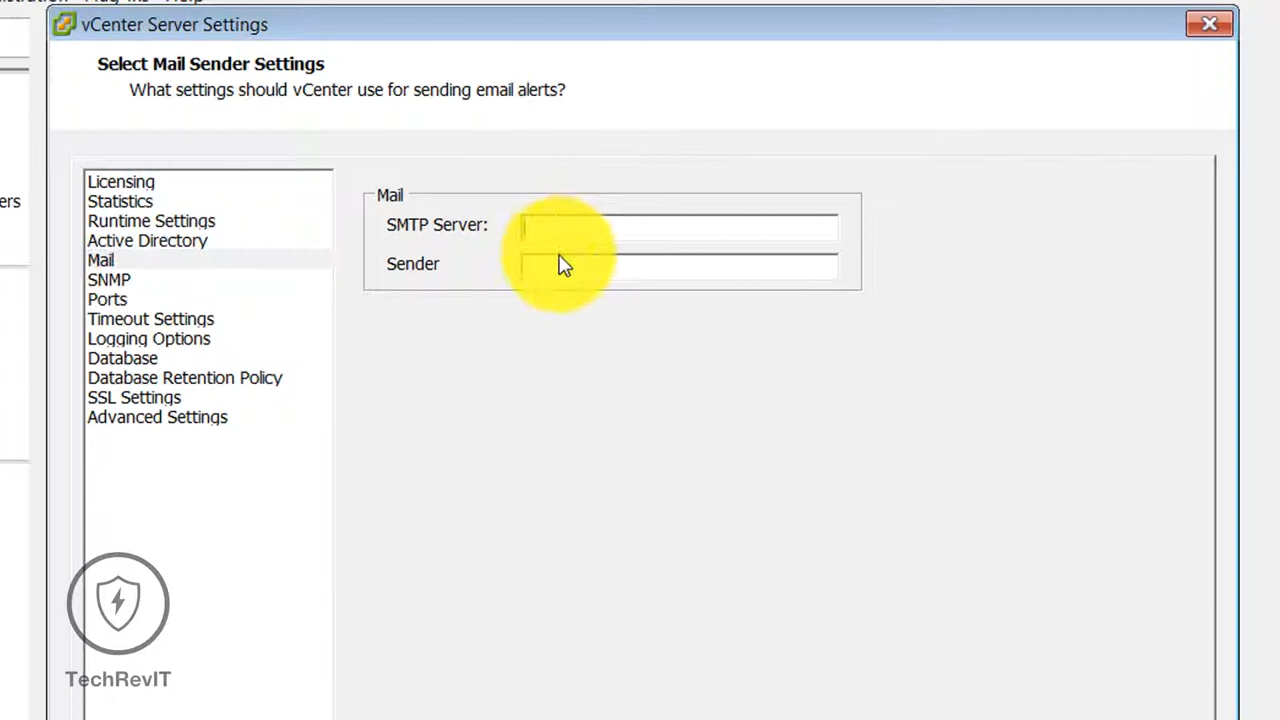 vCenter Server Settings
Select Mail Sender Settings
What settings should vCenter use for sending email alerts?
ers
Licensing
Statistics
Runtime Settings
Active Directory
Mail
SNMP
Ports
Timeout Settings
Logging Options
Database
Database Retention Policy
SSL Settings
Advanced Settings
Mail
SMTP Server:
Sender
TechRevIT